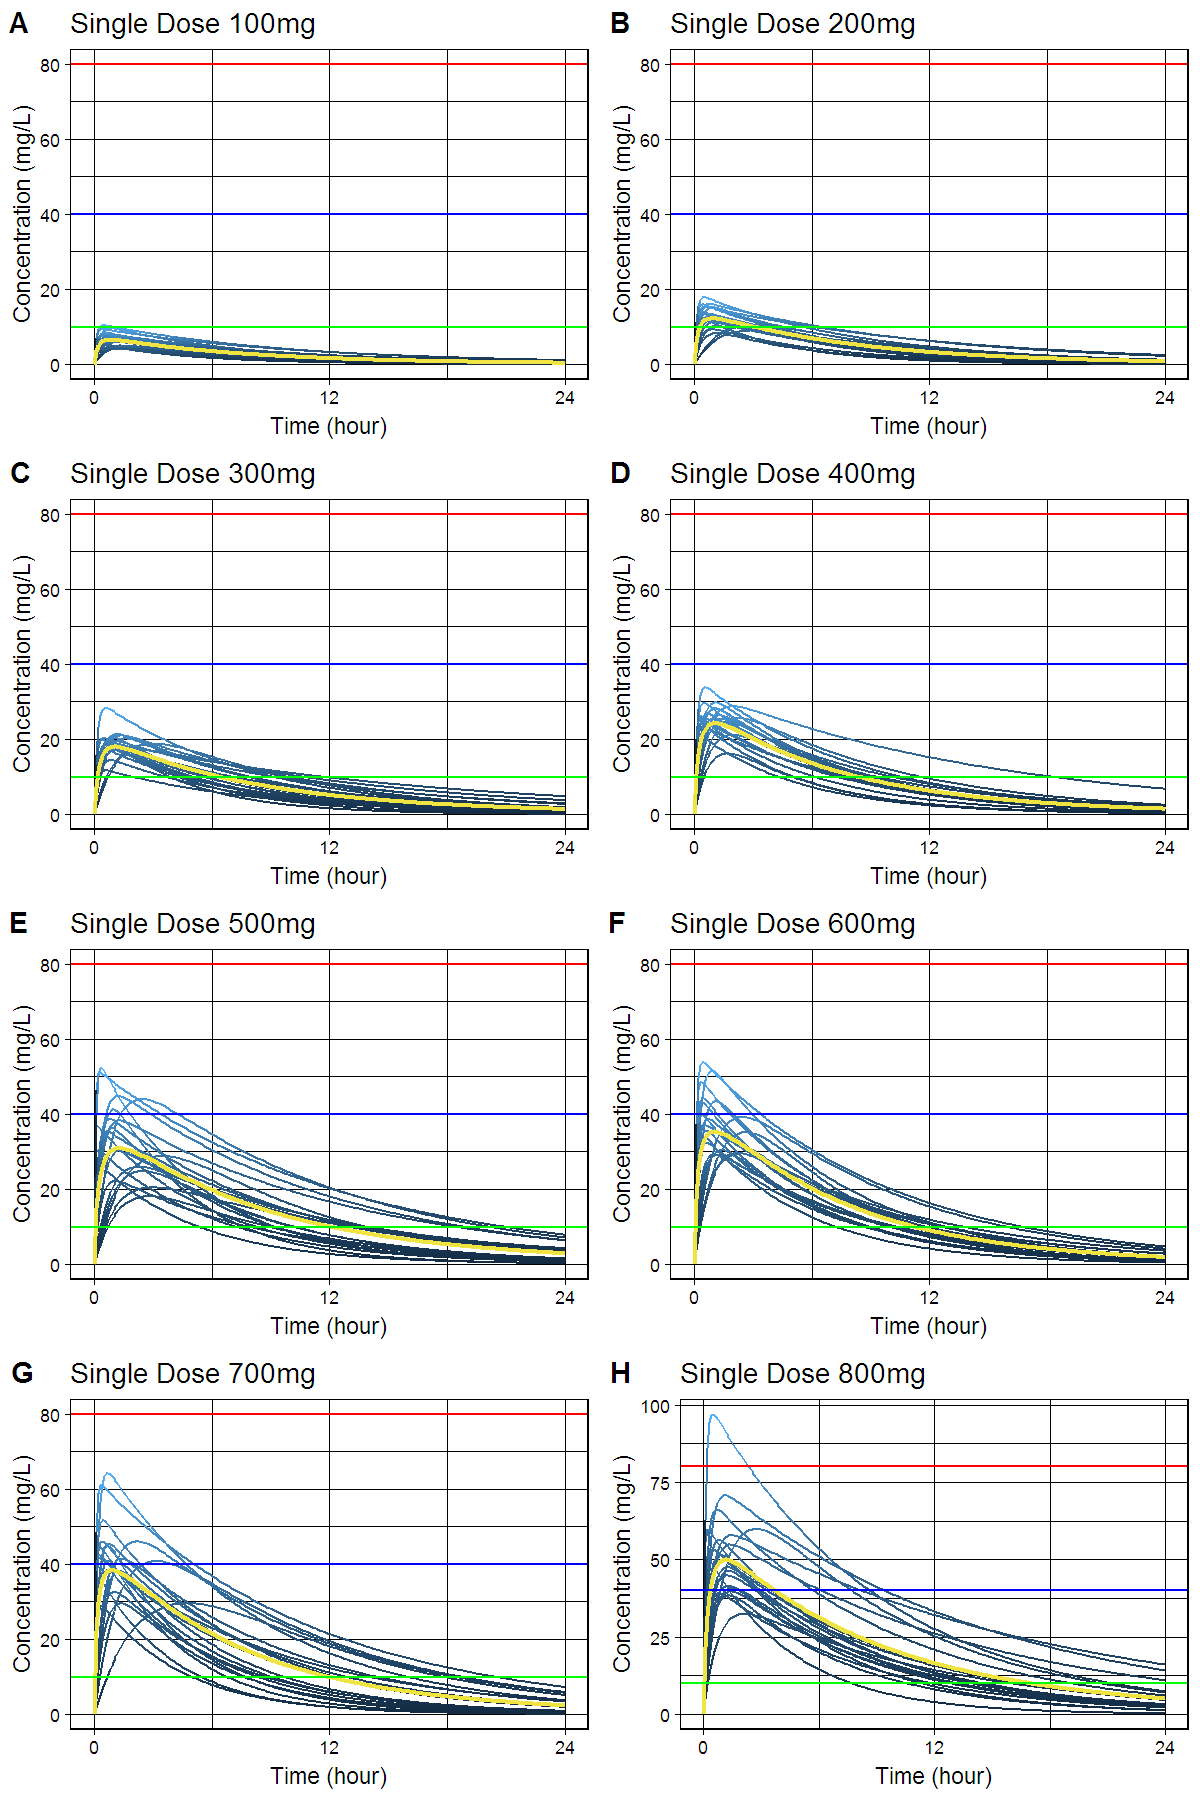 A Single Dose 100mg
Concentration (mg/L)
80
60
40
20
0
0 12 24
Time (hour)
B Single Dose 200mg
Concentration (mg/L)
80
60
40
20
0
0 12 24
Time (hour)
C Single Dose 300mg
Concentration (mg/L)
80
60
40
20
0
0 12 24
Time (hour)
D Single Dose 400mg
Concentration (mg/L)
80
60
40
20
0
0 12 24
Time (hour)
E Single Dose 500mg
Concentration (mg/L)
80
60
40
20
0
0 12 24
Time (hour)
F Single Dose 600mg
Concentration (mg/L)
80
60
40
20
0
0 12 24
Time (hour)
G Single Dose 700mg
Concentration (mg/L)
80
60
40
20
0
0 12 24
Time (hour)
H Single Dose 800mg
Concentration (mg/L)
100
75
50
25
0
0 12 24
Time (hour)